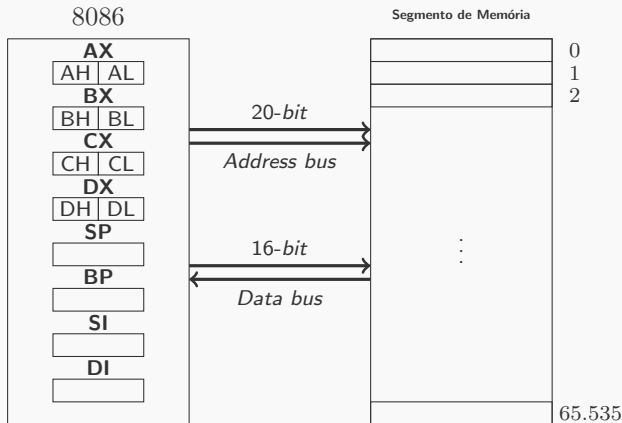 8086
AX
AH AL
BX
BH BL
CX
CH CL
DX
DH DL
SP
BP
SI
DI
20-bit
Address bus
16-bit
Data bus
Segmento de Memória
0
1
2
⋮
65.535